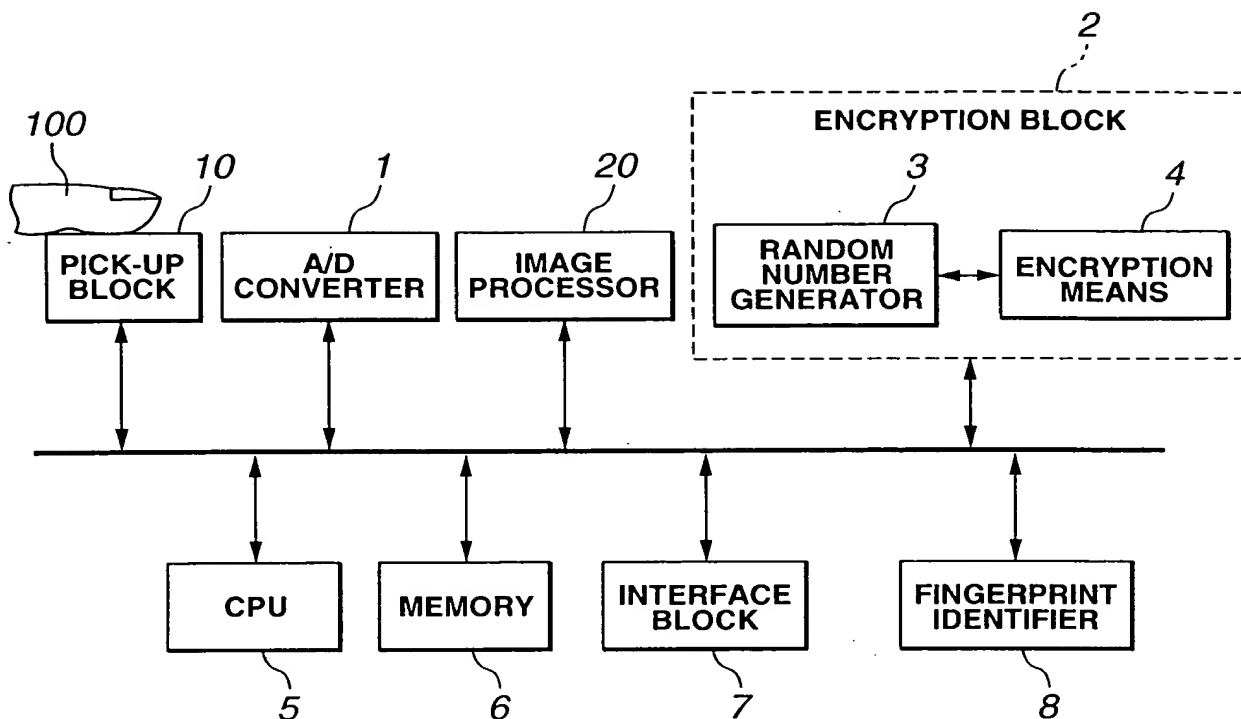 2
ENCRYPTION BLOCK
100
10
1
20
3
4
PICK-UP
BLOCK
A/D
CONVERTER
IMAGE
PROCESSOR
RANDOM
NUMBER
GENERATOR
ENCRYPTION
MEANS
CPU
MEMORY
INTERFACE
BLOCK
FINGERPRINT
IDENTIFIER
5
6
7
8